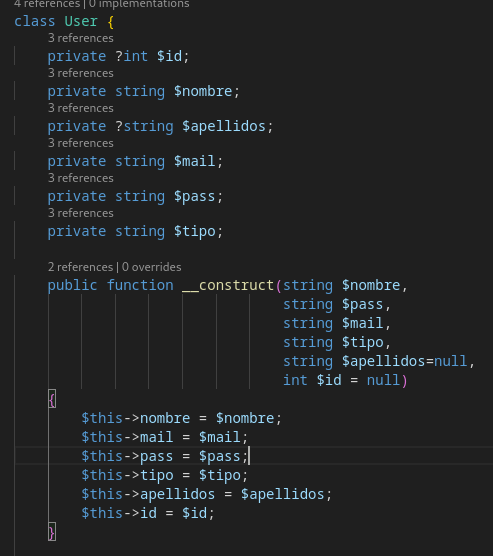 4 references | 0 implementations
class User {
3 references
private ?int $id;
3 references
private string $nombre;
3 references
private ?string $apellidos;
3 references
private string $mail;
3 references
private string $pass;
3 references
private string $tipo;
2 references | 0 overrides
public function __construct(string $nombre,
string $pass,
string $mail,
string $tipo,
string $apellidos=null,
int $id = null)
{
$this->nombre = $nombre;
$this->mail = $mail;
$this->pass = $pass;
$this->tipo = $tipo;
$this->apellidos = $apellidos;
$this->id = $id;
}